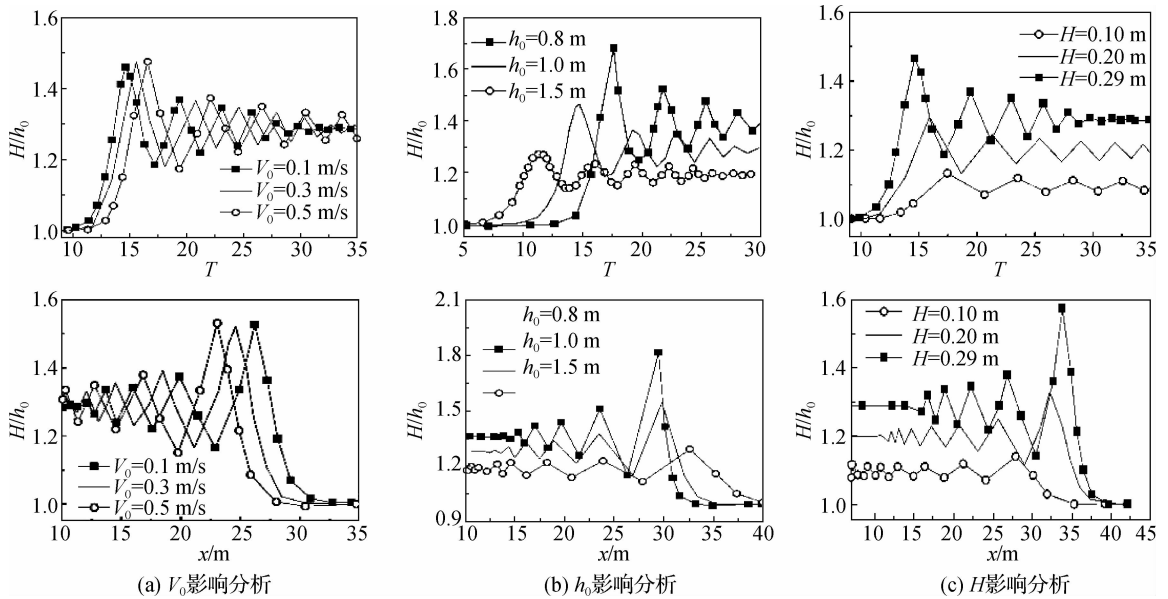 H/h₀
1.6
1.4
1.2
1.0
V₀=0.1 m/s
V₀=0.3 m/s
V₀=0.5 m/s
10 15 20 25 30 35
T
H/h₀
1.8
1.6
1.4
1.2
1.0
h₀=0.8 m
h₀=1.0 m
h₀=1.5 m
5 10 15 20 25 30
T
H/h₀
1.6
1.4
1.2
1.0
H=0.10 m
H=0.20 m
H=0.29 m
10 15 20 25 30 35
T
H/h₀
1.6
1.4
1.2
1.0
V₀=0.1 m/s
V₀=0.3 m/s
V₀=0.5 m/s
10 15 20 25 30 35
x/m
(a) V₀影响分析
H/h₀
2.1
1.8
1.5
1.2
0.9
h₀=0.8 m
h₀=1.0 m
h₀=1.5 m
10 15 20 25 30 35 40
x/m
(b) h₀影响分析
H/h₀
1.6
1.4
1.2
1.0
H=0.10 m
H=0.20 m
H=0.29 m
10 15 20 25 30 35 40 45
x/m
(c) H影响分析